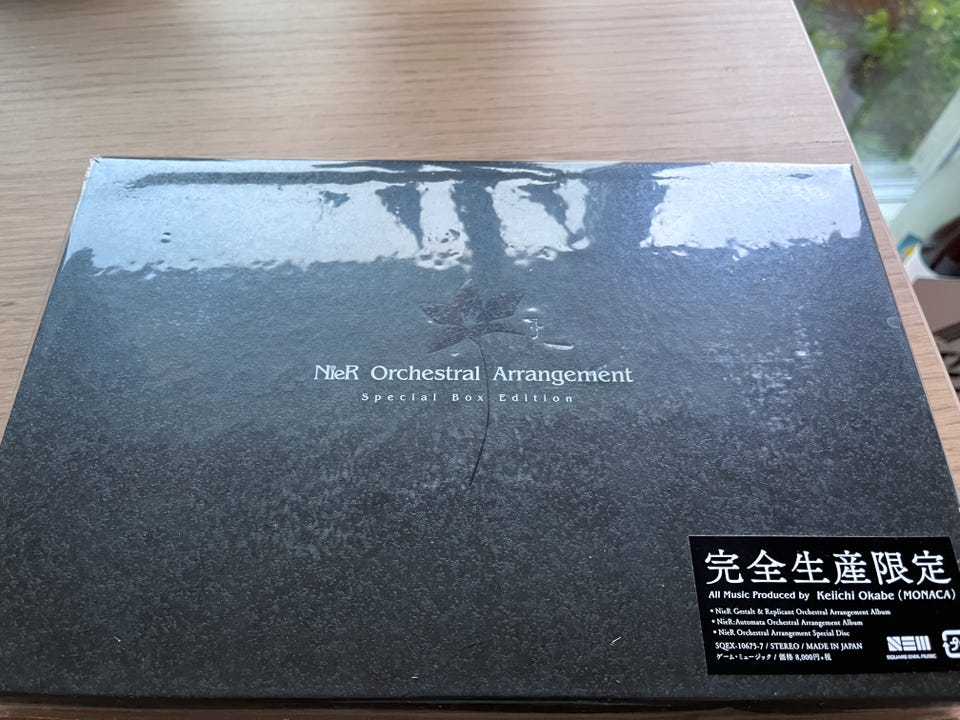 NieR Orchestral Arrangement
Special Box Edition
完全生産限定
All Music Produced by Keiichi Okabe (MONACA)
• NieR Gestalt & Replicant Orchestral Arrangement Album
• NieR:Automata Orchestral Arrangement Album
• NieR Orchestral Arrangement Special Disc
SQEX-10675-7 / STEREO / MADE IN JAPAN
ゲーム・ミュージック / 価格 8,000円+税
SQUARE ENIX MUSIC